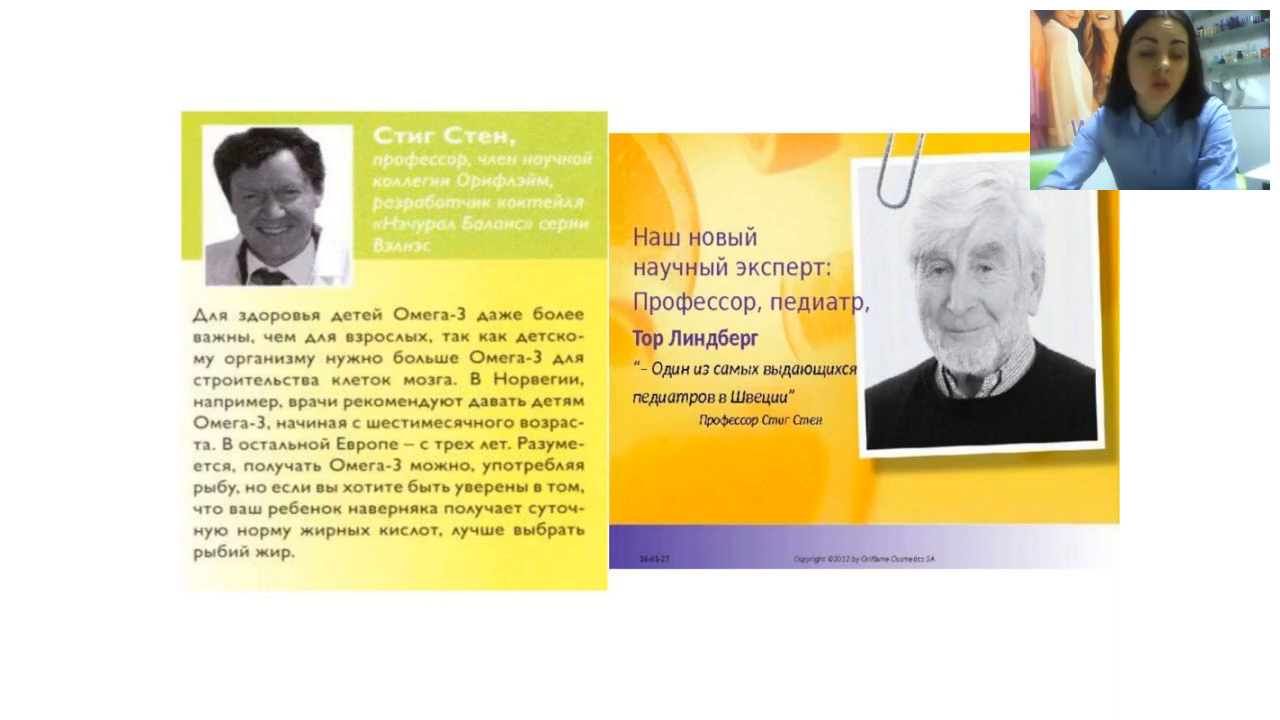 Стиг Стен,
профессор, член научной
коллегии Орифлэйм,
разработчик коктейля
«Нэчурал Баланс» серии
Вэлнэс
Для здоровья детей Омега-3 даже более
важны, чем для взрослых, так как детско-
му организму нужно больше Омега-3 для
строительства клеток мозга. В Норвегии,
например, врачи рекомендуют давать детям
Омега-3, начиная с шестимесячного возрас-
та. В остальной Европе – с трех лет. Разуме-
ется, получать Омега-3 можно, употребляя
рыбу, но если вы хотите быть уверены в том,
что ваш ребенок наверняка получает суточ-
ную норму жирных кислот, лучше выбрать
рыбий жир.
Наш новый
научный эксперт:
Профессор, педиатр,
Тор Линдберг
“– Один из самых выдающихся
педиатров в Швеции”
Профессор Стиг Стен
16-01-27
Copyright ©2012 by Oriflame Cosmetics SA